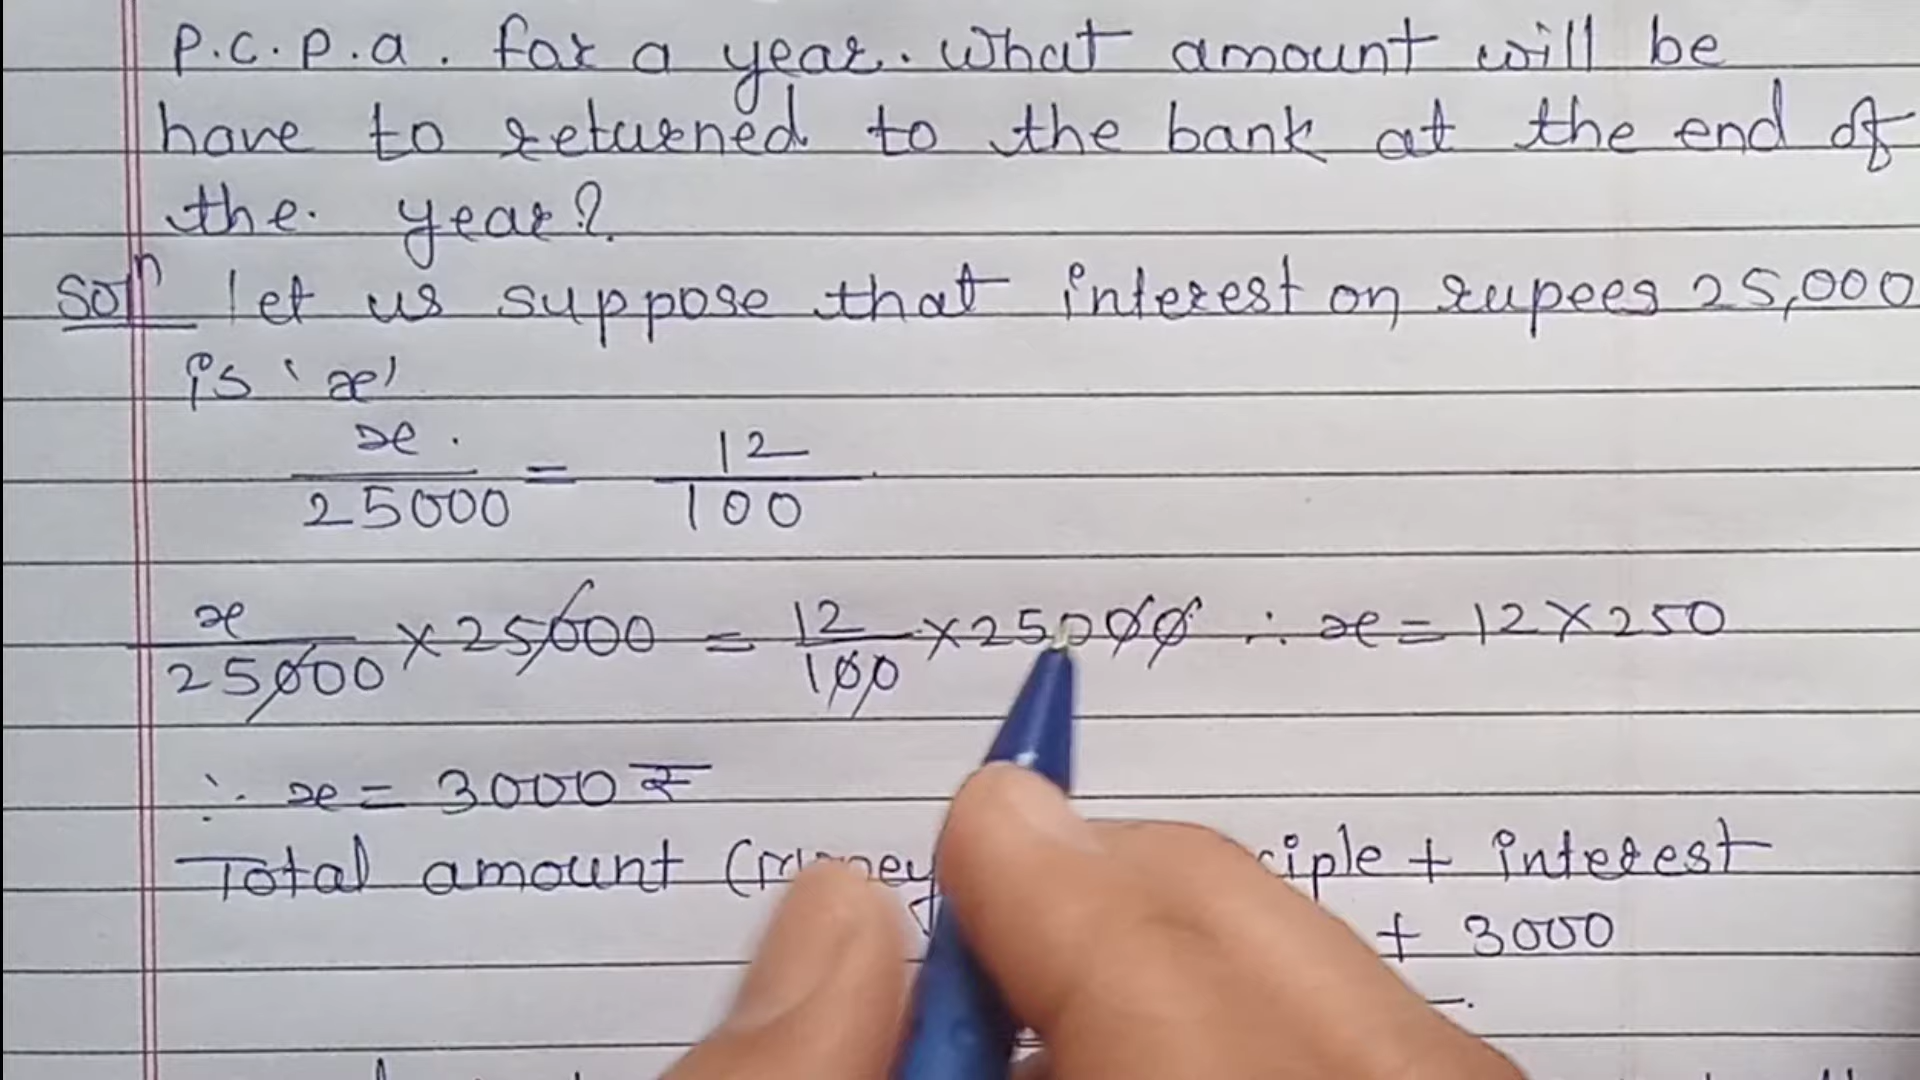 P.C.P.a. for a year. What amount will be
have to returned to the bank at the end of
the. year?
Solⁿ let us suppose that interest on rupees 25,000
is 'x'
x / 25000 = 12 / 100
x / 25000 × 25000 = 12 / 100 × 25000 ∴ x = 12 × 250
∴ x = 3000 ₹
Total amount + interest
+ 3000